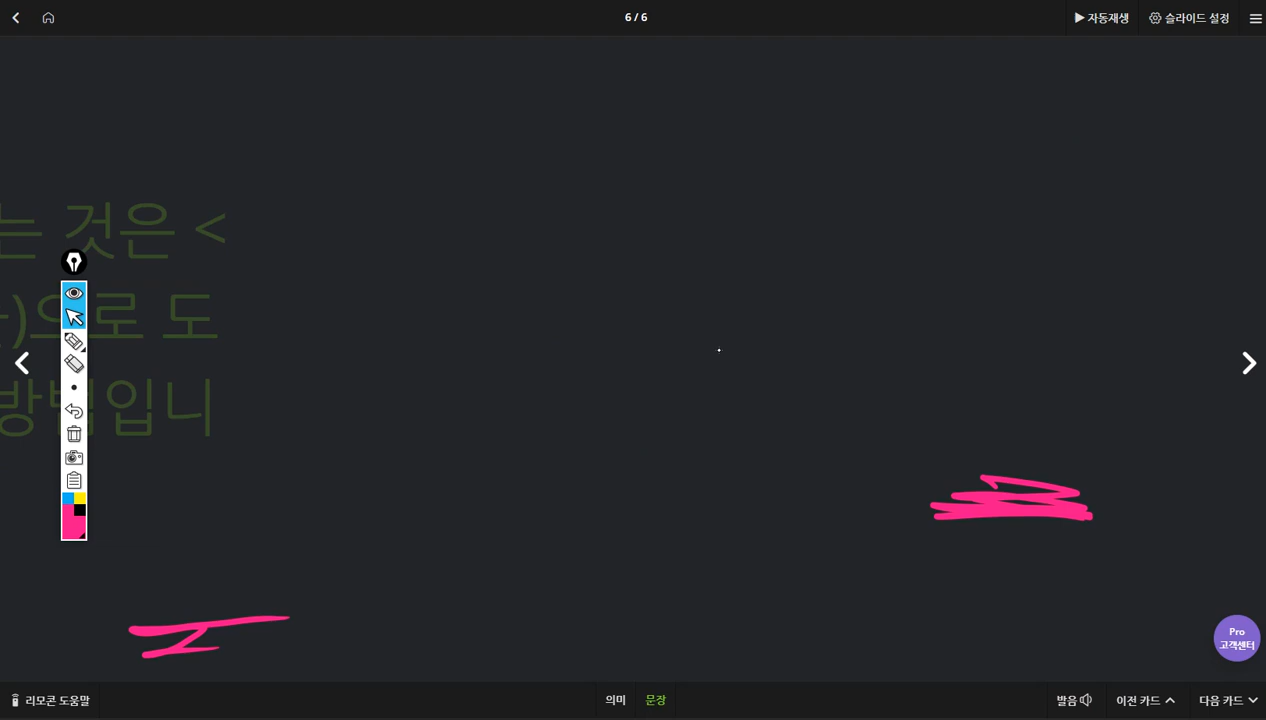 6 / 6
자동재생
슬라이드 설정
는 것은 <
)으로 도
방법입니
Pro
고객센터
리모콘 도움말
의미
문장
발음
이전 카드
다음 카드